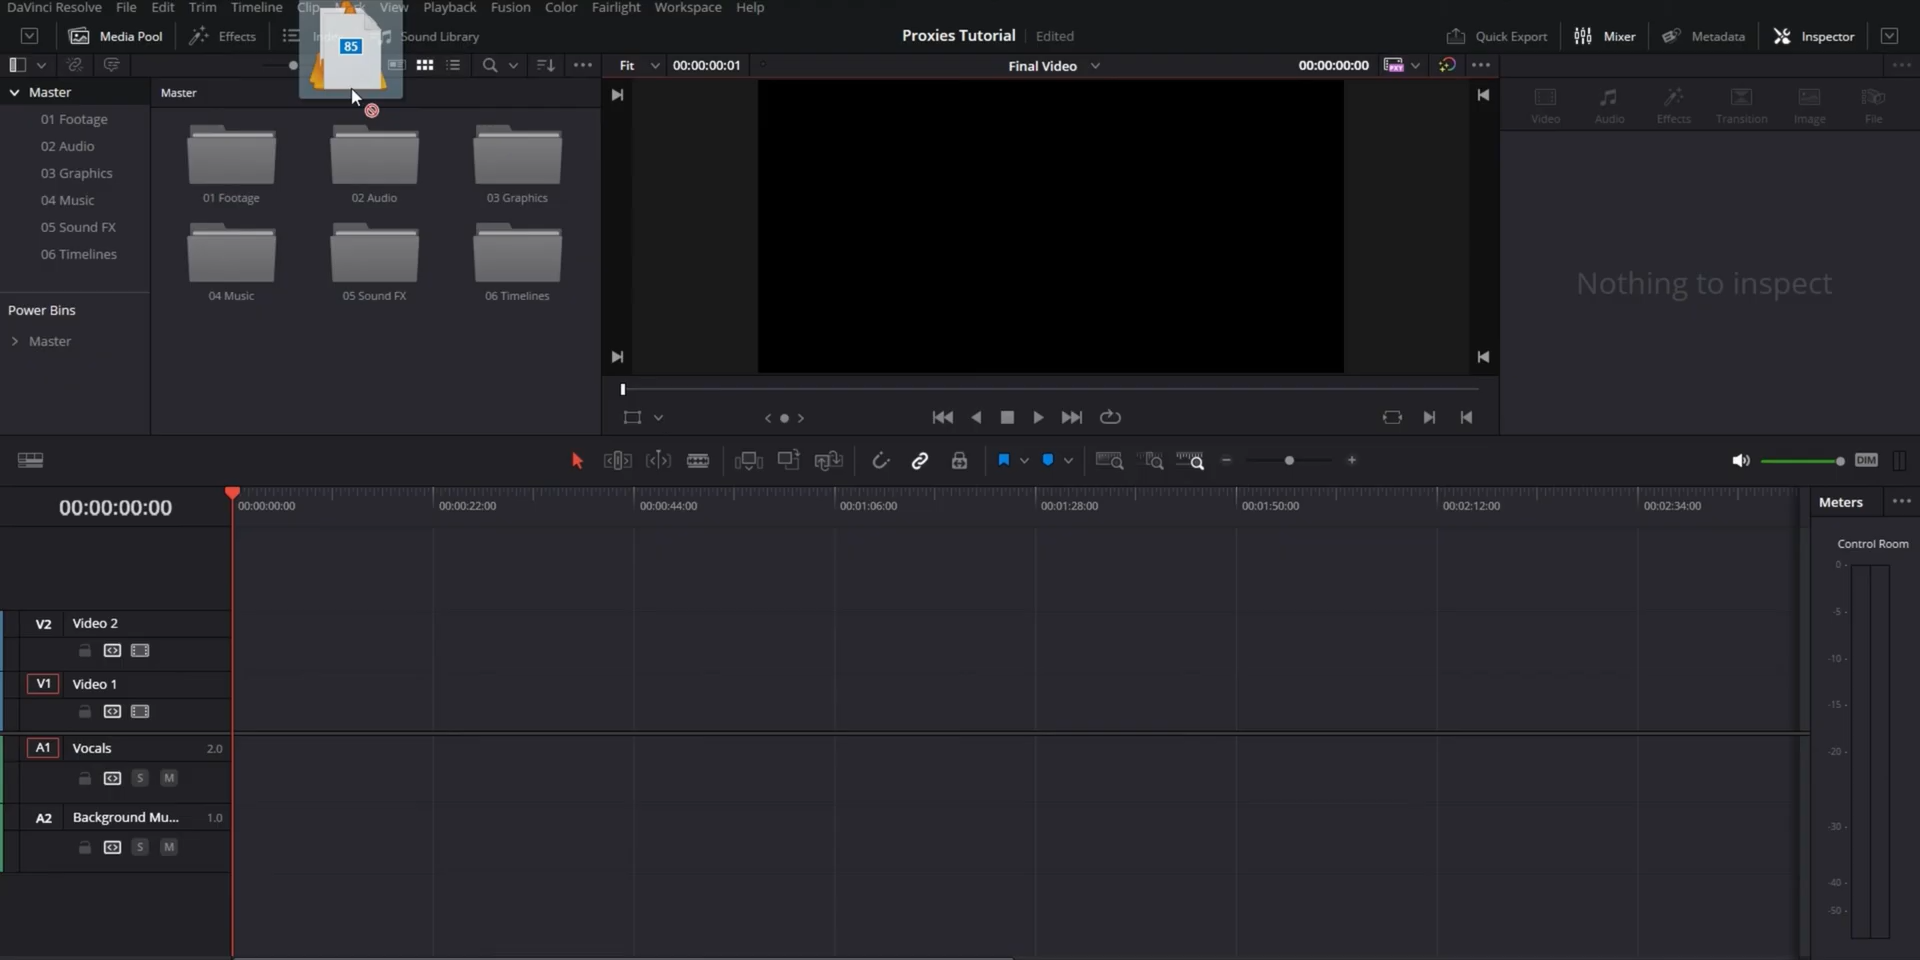 DaVinci Resolve File Edit Trim Timeline Clip View Playback Fusion Color Fairlight Workspace Help
Media Pool Effects Sound Library Proxies Tutorial Edited Quick Export Mixer Metadata Inspector
85
Fit 00:00:00:01 Final Video 00:00:00:00
Master
01 Footage
02 Audio
03 Graphics
04 Music
05 Sound FX
06 Timelines
Power Bins
Master
Master
01 Footage 02 Audio 03 Graphics
04 Music 05 Sound FX 06 Timelines
PXY
Video Audio Effects Transition Image File
Nothing to inspect
DIM
00:00:00:00
00:00:00:00 00:00:22:00 00:00:44:00 00:01:06:00 00:01:28:00 00:01:50:00 00:02:12:00 00:02:34:00
V2 Video 2
V1 Video 1
A1 Vocals 2.0
S M
A2 Background Mu... 1.0
S M
Meters
Control Room
0
-5
-10
-15
-20
-30
-40
-50